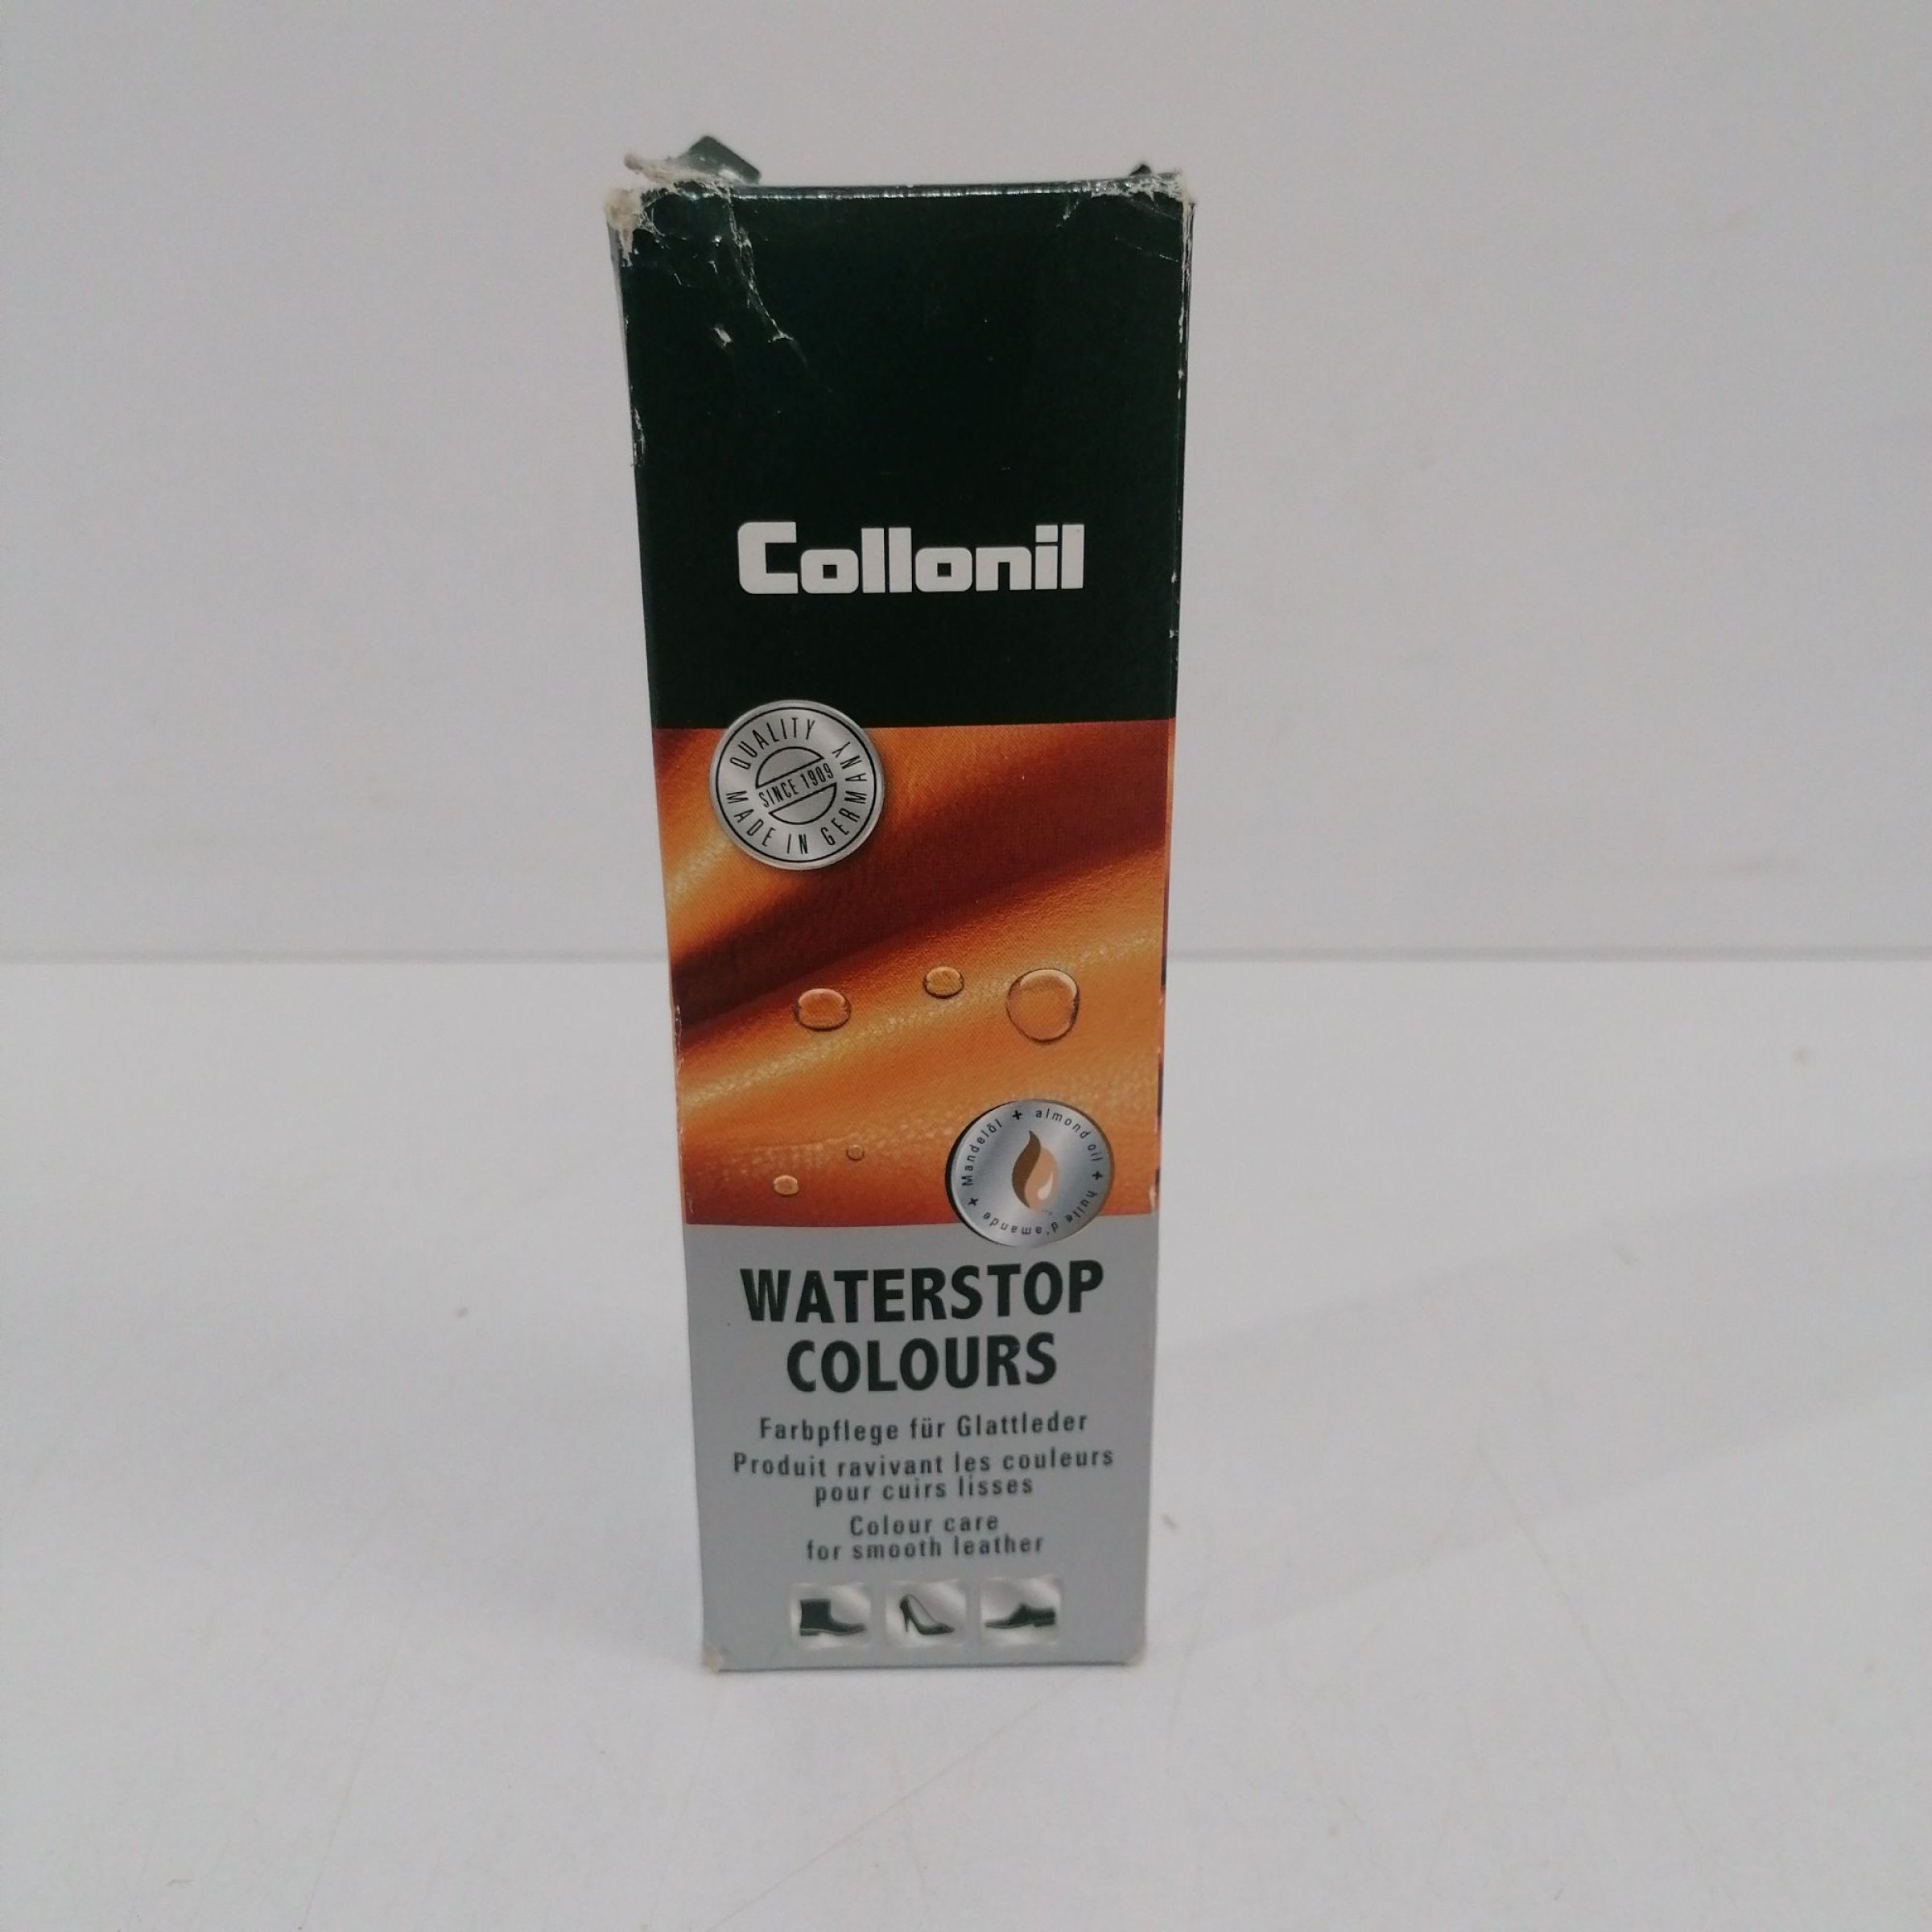 Collonil
QUALITY
SINCE 1909
MADE IN GERMANY
Mandelöl + almond oil + huile d'amande +
WATERSTOP
COLOURS
Farbpflege für Glattleder
Produit ravivant les couleurs
pour cuirs lisses
Colour care
for smooth leather